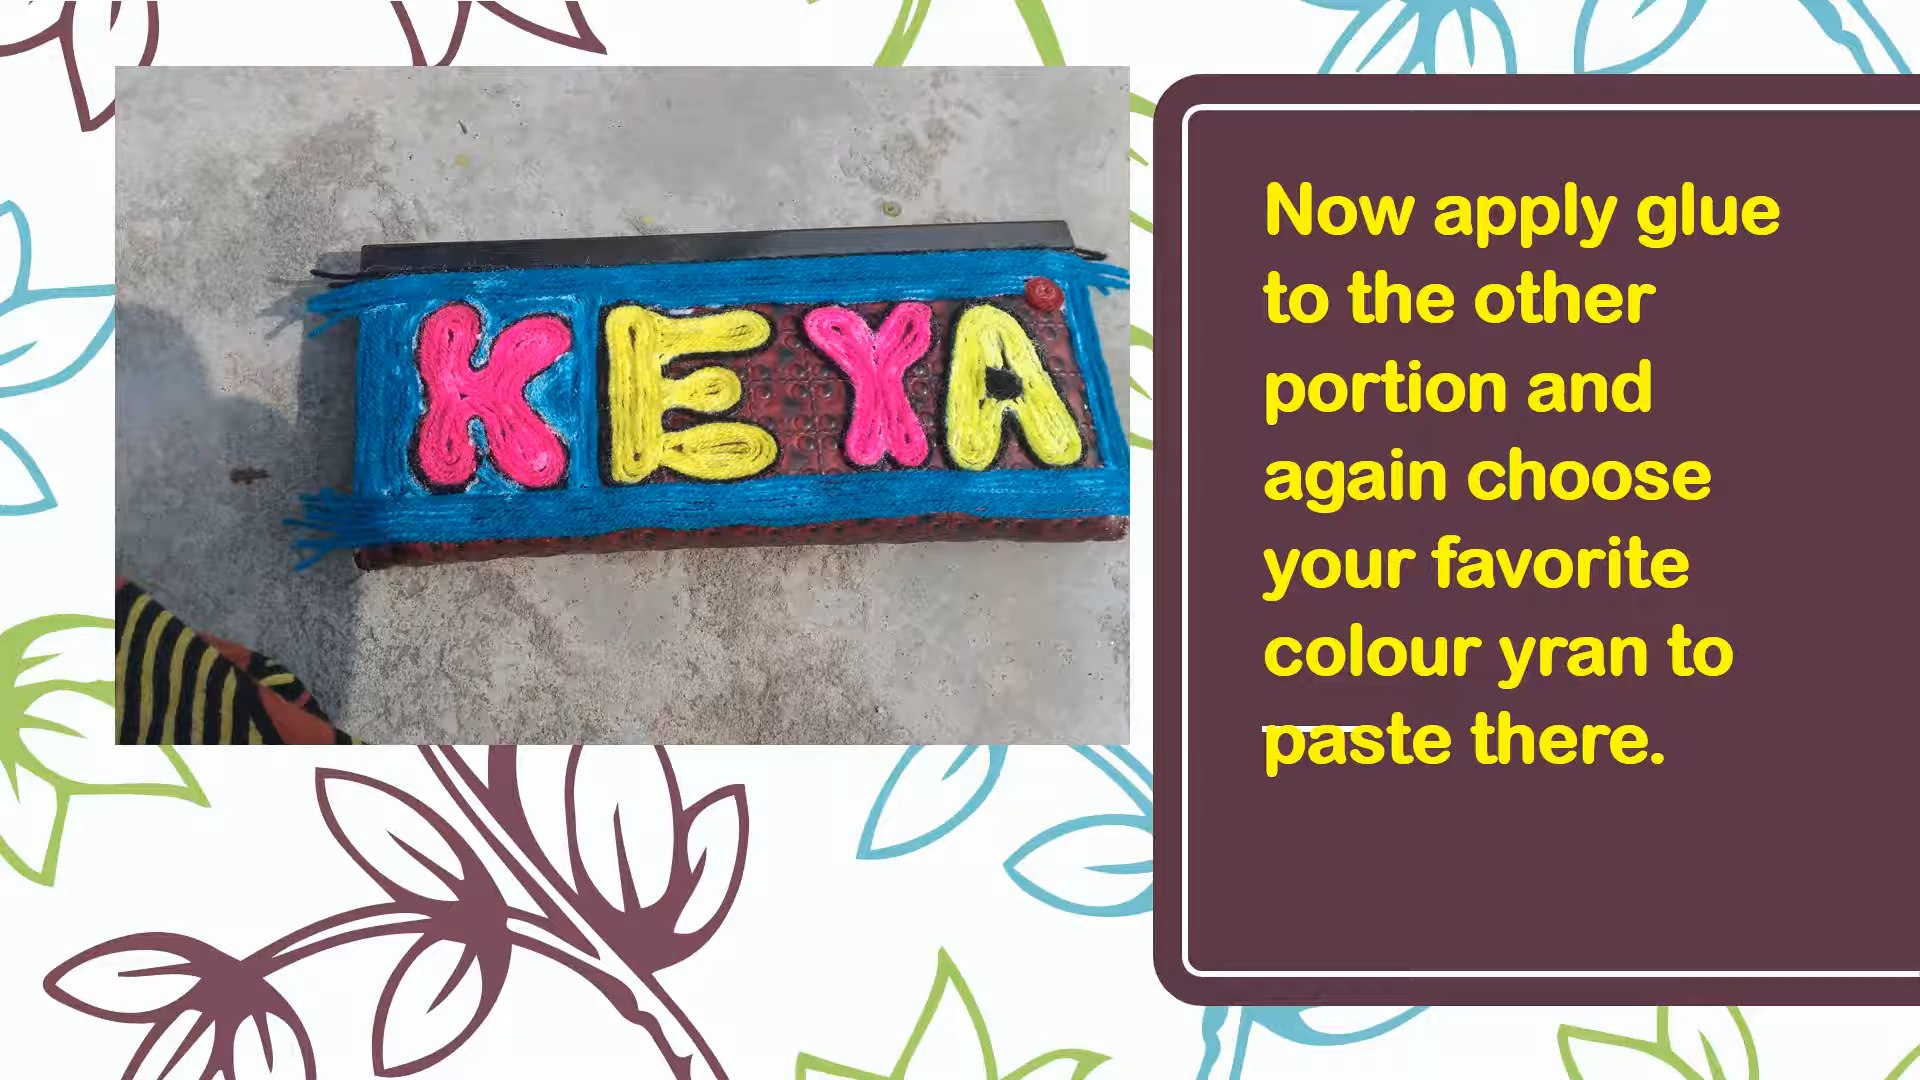 KEYA
Now apply glue
to the other
portion and
again choose
your favorite
colour yran to
paste there.